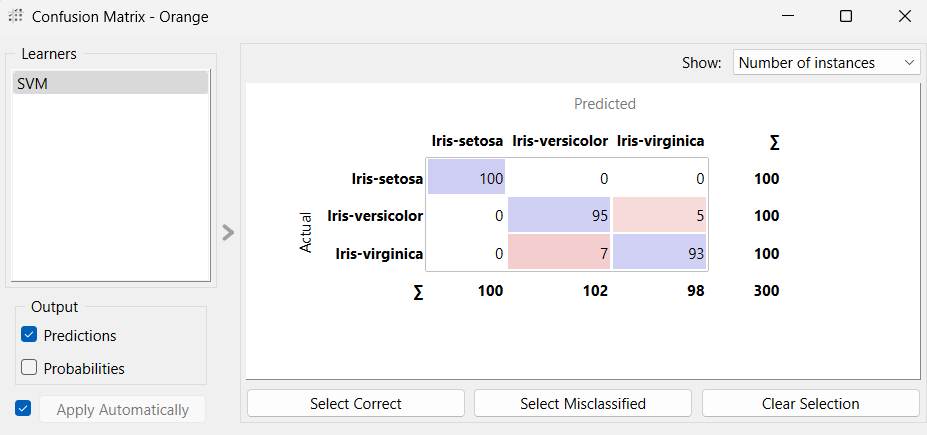 Confusion Matrix - Orange
Learners
SVM
Output
Predictions
Probabilities
Apply Automatically
Show: Number of instances
Predicted
Iris-setosa Iris-versicolor Iris-virginica ∑
Actual
Iris-setosa 100 0 0 100
Iris-versicolor 0 95 5 100
Iris-virginica 0 7 93 100
∑ 100 102 98 300
Select Correct Select Misclassified Clear Selection